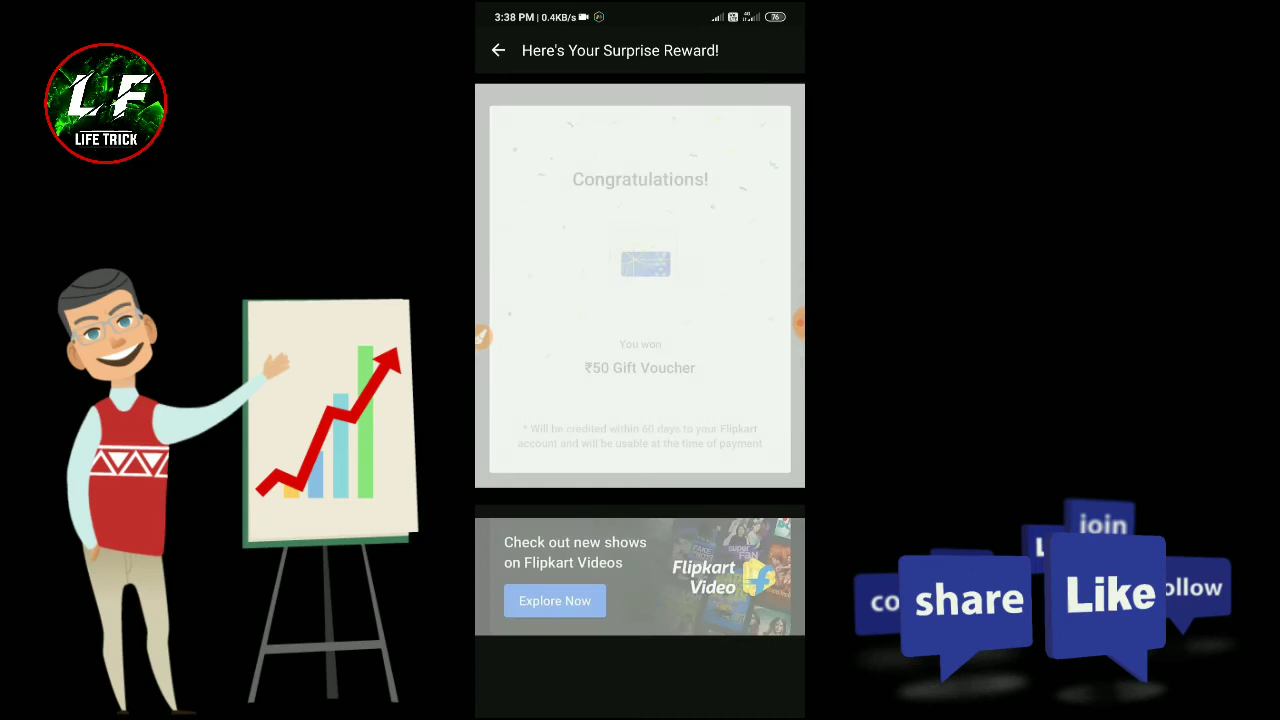 LF
LIFE TRICK
3:38 PM | 0.4KB/s
76
Here's Your Surprise Reward!
Congratulations!
You won
₹50 Gift Voucher
* Will be credited within 60 days to your Flipkart
account and will be usable at the time of payment
Check out new shows
on Flipkart Videos
Explore Now
Flipkart
Video
join
share
Like